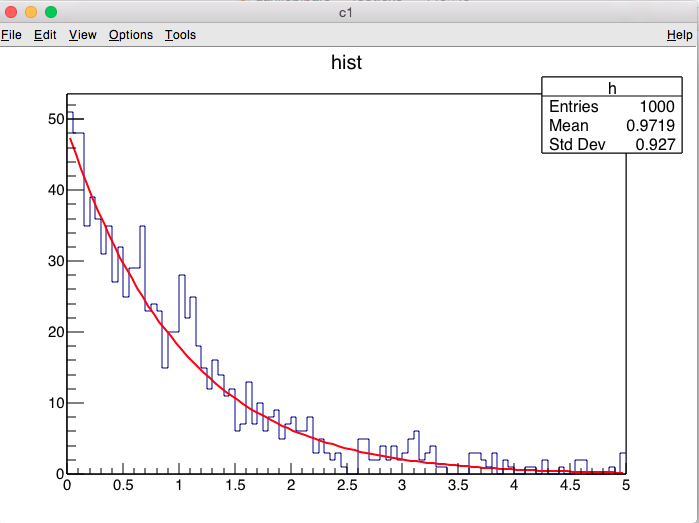 c1
File Edit View Options Tools Help
hist
h
Entries 1000
Mean 0.9719
Std Dev 0.927
50
40
30
20
10
0
0 0.5 1 1.5 2 2.5 3 3.5 4 4.5 5